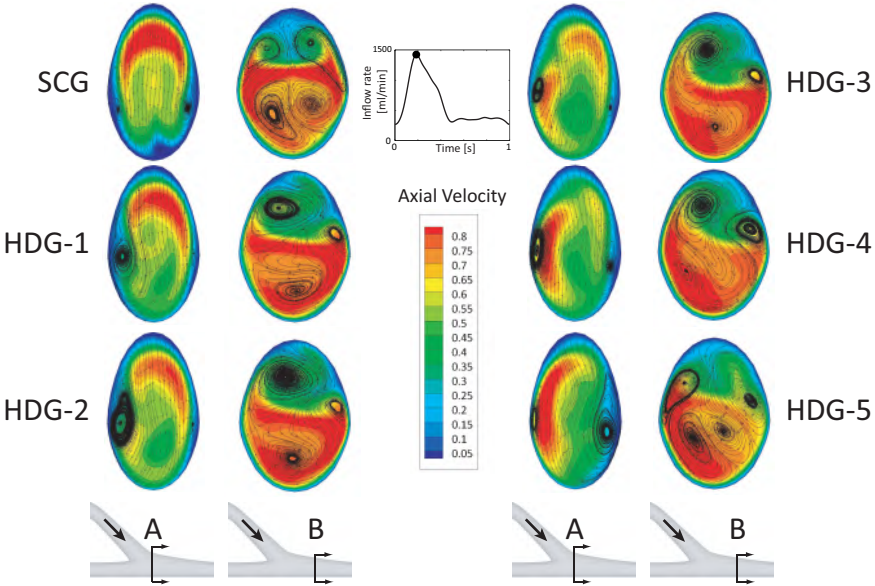 SCG
HDG-1
HDG-2
1500
Inflow rate
[ml/min]
0
0
Time [s]
1
Axial Velocity
0.8
0.75
0.7
0.65
0.6
0.55
0.5
0.45
0.4
0.35
0.3
0.25
0.2
0.15
0.1
0.05
HDG-3
HDG-4
HDG-5
A
B
A
B